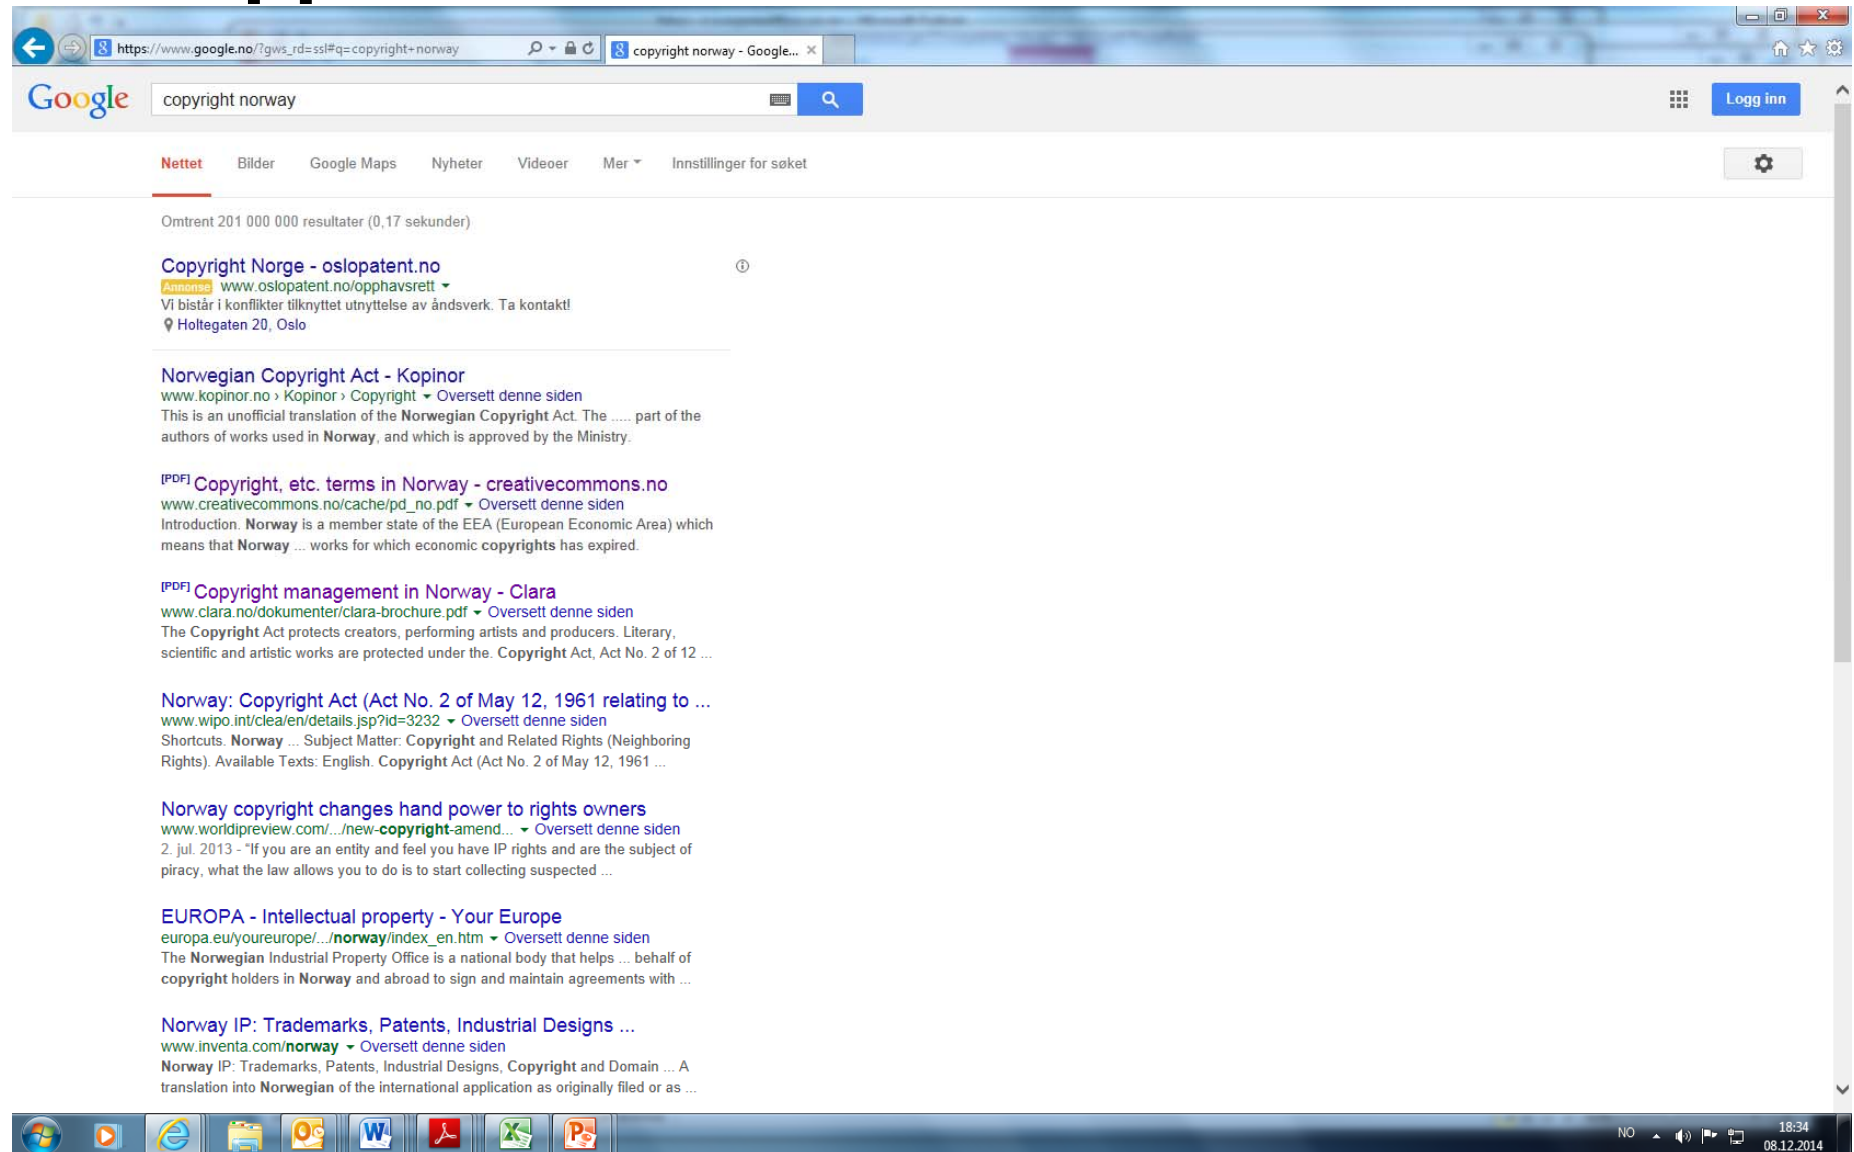 https://www.google.no/?gws_rd=ssl#q=copyright+norway
copyright norway - Google...
Google
copyright norway
Logg inn
Nettet Bilder Google Maps Nyheter Videoer Mer Innstillinger for søket
Omtrent 201 000 000 resultater (0,17 sekunder)
Copyright Norge - oslopatent.no
Annonse www.oslopatent.no/opphavsrett
Vi bistår i konflikter tilknyttet utnyttelse av åndsverk. Ta kontakt!
Holtegaten 20, Oslo
Norwegian Copyright Act - Kopinor
www.kopinor.no › Kopinor › Copyright Oversett denne siden
This is an unofficial translation of the Norwegian Copyright Act. The ..... part of the
authors of works used in Norway, and which is approved by the Ministry.
[PDF] Copyright, etc. terms in Norway - creativecommons.no
www.creativecommons.no/cache/pd_no.pdf Oversett denne siden
Introduction. Norway is a member state of the EEA (European Economic Area) which
means that Norway ... works for which economic copyrights has expired.
[PDF] Copyright management in Norway - Clara
www.clara.no/dokumenter/clara-brochure.pdf Oversett denne siden
The Copyright Act protects creators, performing artists and producers. Literary,
scientific and artistic works are protected under the. Copyright Act, Act No. 2 of 12 ...
Norway: Copyright Act (Act No. 2 of May 12, 1961 relating to ...
www.wipo.int/clea/en/details.jsp?id=3232 Oversett denne siden
Shortcuts. Norway ... Subject Matter: Copyright and Related Rights (Neighboring
Rights). Available Texts: English. Copyright Act (Act No. 2 of May 12, 1961 ...
Norway copyright changes hand power to rights owners
www.worldipreview.com/.../new-copyright-amend... Oversett denne siden
2. jul. 2013 - "If you are an entity and feel you have IP rights and are the subject of
piracy, what the law allows you to do is to start collecting suspected ...
EUROPA - Intellectual property - Your Europe
europa.eu/youreurope/.../norway/index_en.htm Oversett denne siden
The Norwegian Industrial Property Office is a national body that helps ... behalf of
copyright holders in Norway and abroad to sign and maintain agreements with ...
Norway IP: Trademarks, Patents, Industrial Designs ...
www.inventa.com/norway Oversett denne siden
Norway IP: Trademarks, Patents, Industrial Designs, Copyright and Domain ... A
translation into Norwegian of the international application as originally filed or as ...
NO
18:34
08.12.2014